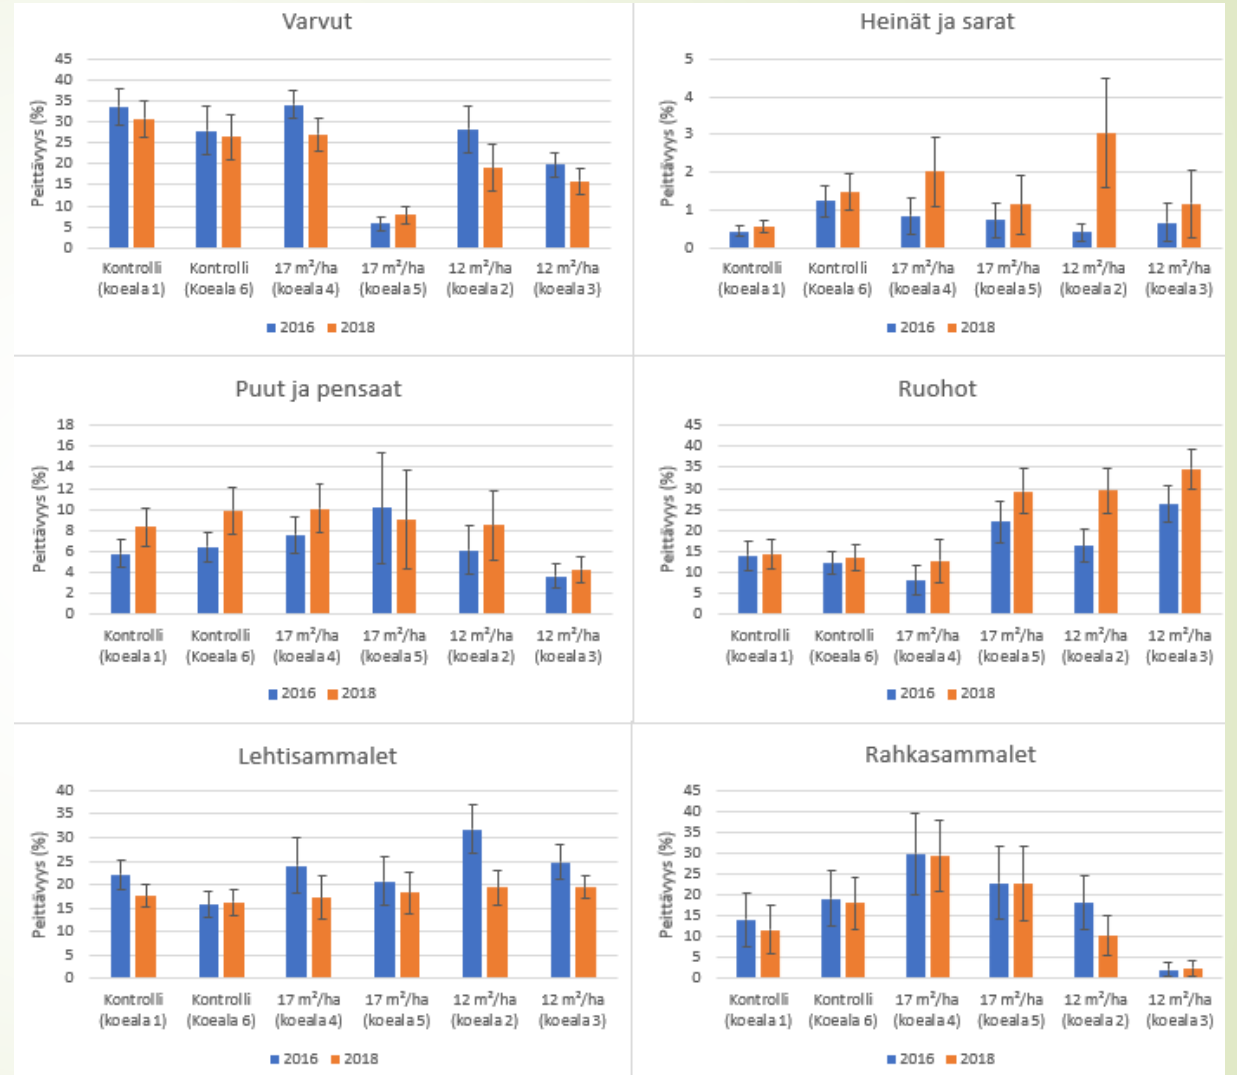 Varvut
Peittävyys (%)
45
40
35
30
25
20
15
10
5
0
Kontrolli Kontrolli 17 m²/ha 17 m²/ha 12 m²/ha 12 m²/ha
(koeala 1) (Koeala 6) (koeala 4) (koeala 5) (koeala 2) (koeala 3)
2016 2018
Heinät ja sarat
Peittävyys (%)
5
4
3
2
1
0
Kontrolli Kontrolli 17 m²/ha 17 m²/ha 12 m²/ha 12 m²/ha
(koeala 1) (Koeala 6) (koeala 4) (koeala 5) (koeala 2) (koeala 3)
2016 2018
Puut ja pensaat
Peittävyys (%)
18
16
14
12
10
8
6
4
2
0
Kontrolli Kontrolli 17 m²/ha 17 m²/ha 12 m²/ha 12 m²/ha
(koeala 1) (Koeala 6) (koeala 4) (koeala 5) (koeala 2) (koeala 3)
2016 2018
Ruohot
Peittävyys (%)
45
40
35
30
25
20
15
10
5
0
Kontrolli Kontrolli 17 m²/ha 17 m²/ha 12 m²/ha 12 m²/ha
(koeala 1) (Koeala 6) (koeala 4) (koeala 5) (koeala 2) (koeala 3)
2016 2018
Lehtisammalet
Peittävyys (%)
40
35
30
25
20
15
10
5
0
Kontrolli Kontrolli 17 m²/ha 17 m²/ha 12 m²/ha 12 m²/ha
(koeala 1) (Koeala 6) (koeala 4) (koeala 5) (koeala 2) (koeala 3)
2016 2018
Rahkasammalet
Peittävyys (%)
45
40
35
30
25
20
15
10
5
0
Kontrolli Kontrolli 17 m²/ha 17 m²/ha 12 m²/ha 12 m²/ha
(koeala 1) (Koeala 6) (koeala 4) (koeala 5) (koeala 2) (koeala 3)
2016 2018